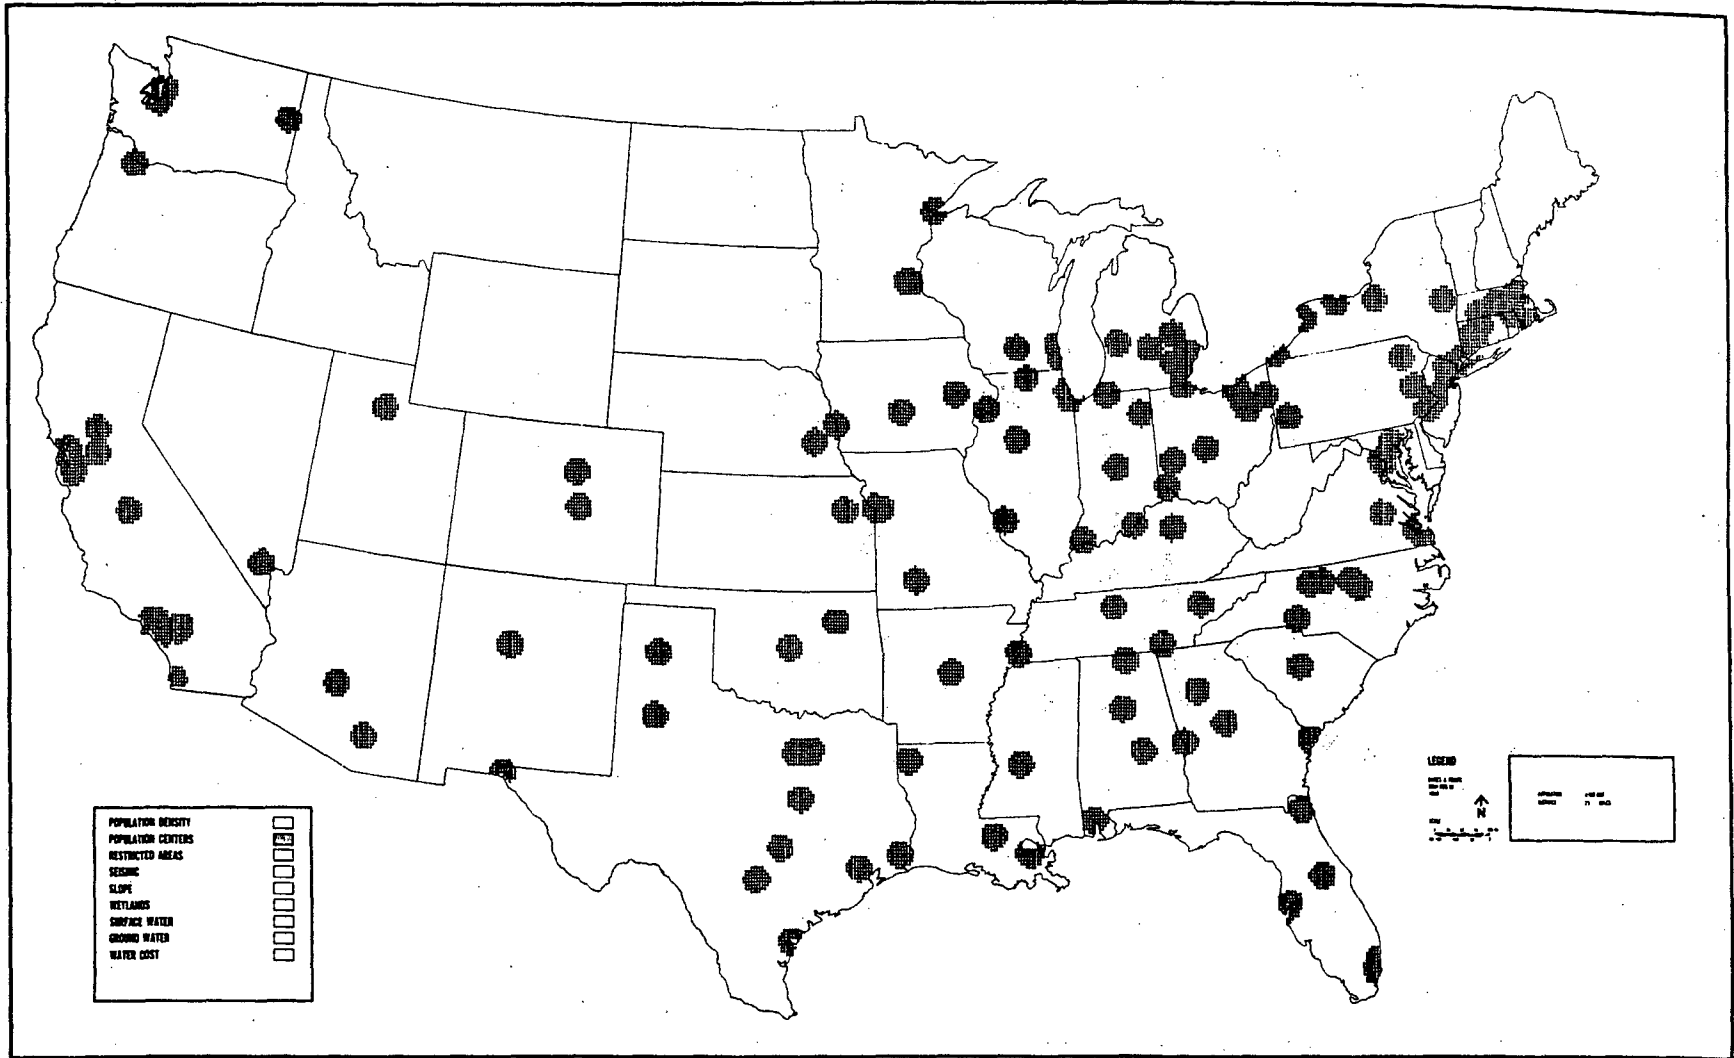 POPULATION DENSITY
POPULATION CENTERS
RESTRICTED AREAS
SEISMIC
SLOPE
WETLANDS
SURFACE WATER
GROUND WATER
WATER COST
LEGEND
N